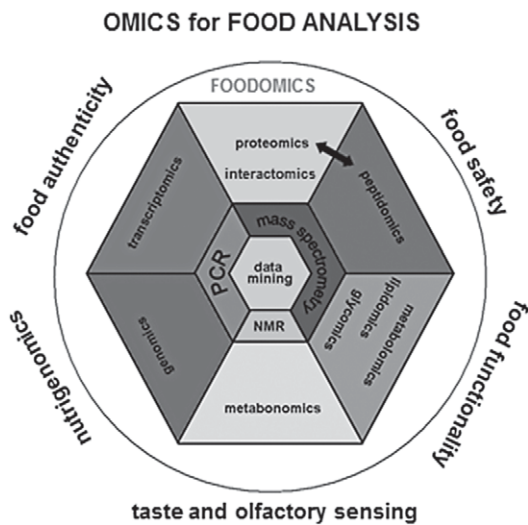 OMICS for FOOD ANALYSIS
FOODOMICS
food authenticity
food safety
proteomics
interactomics
transcriptomics
peptidomics
mass spectrometry
PCR
data
mining
NMR
genomics
metabolomics
lipidomics
glycomics
metabonomics
nutrigenomics
food functionality
taste and olfactory sensing